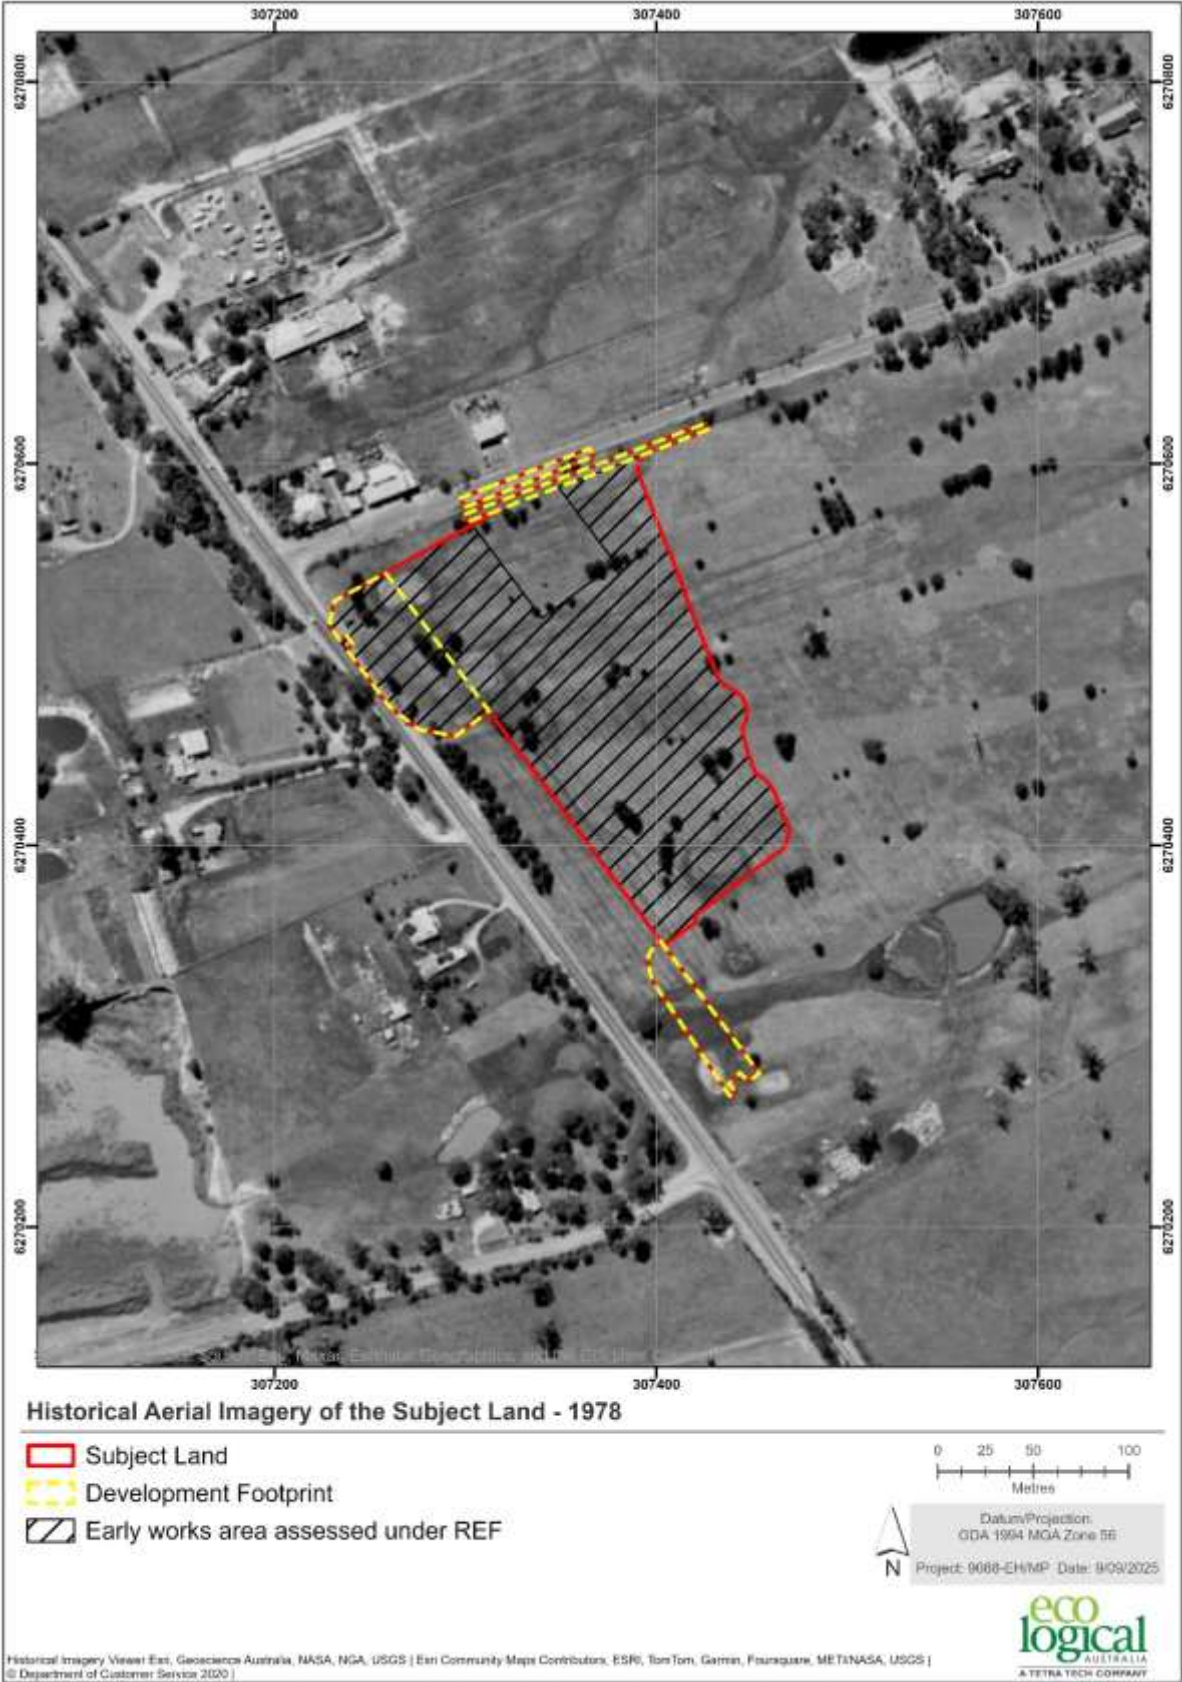 307200 307400 307600
6270800 6270800
6270600 6270600
6270400 6270400
6270200 6270200
307200 307400 307600
Historical Aerial Imagery of the Subject Land - 1978
Subject Land
Development Footprint
Early works area assessed under REF
0 25 50 100
Metres
Datum/Projection:
GDA 1994 MGA Zone 56
N
Project: 9068-EH/MP Date: 9/09/2025
eco
logical
AUSTRALIA
A TETRA TECH COMPANY
Historical Imagery Viewer Esri, Geoscience Australia, NASA, NGA, USGS | Esri Community Maps Contributors, ESRI, TomTom, Garmin, Foursquare, METI/NASA, USGS |
© Department of Customer Service 2020 |